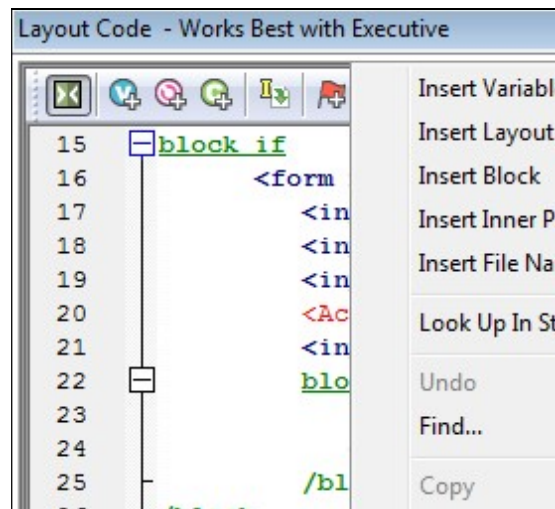 Layout Code - Works Best with Executive
15 block if
16 <form
17 <in
18 <in
19 <in
20 <Ac
21 <in
22 blo
23
24
25 /bl
Insert Variabl
Insert Layout
Insert Block
Insert Inner P
Insert File Na
Look Up In St
Undo
Find...
Copy